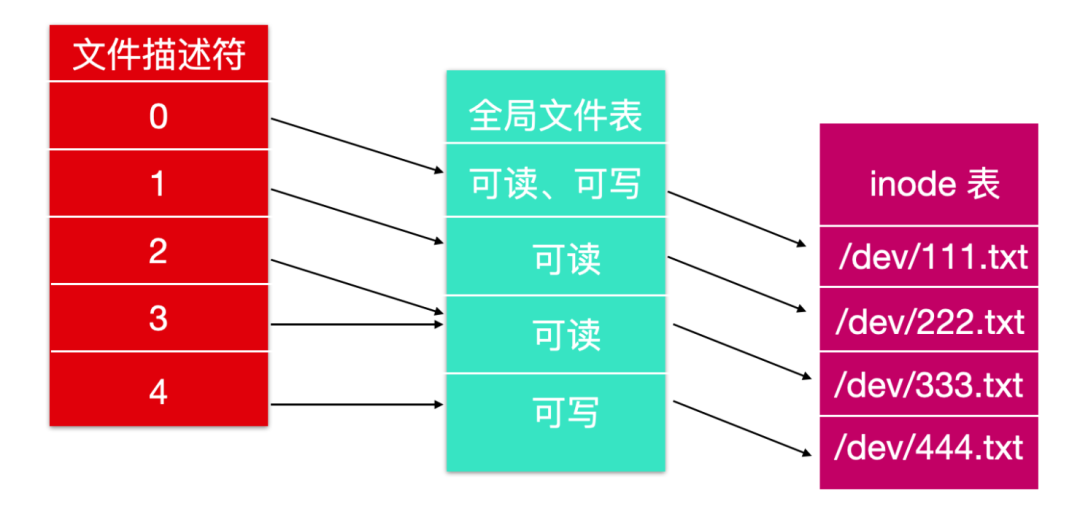 文件描述符
0
1
2
3
4
全局文件表
可读、可写
可读
可读
可写
inode 表
/dev/111.txt
/dev/222.txt
/dev/333.txt
/dev/444.txt